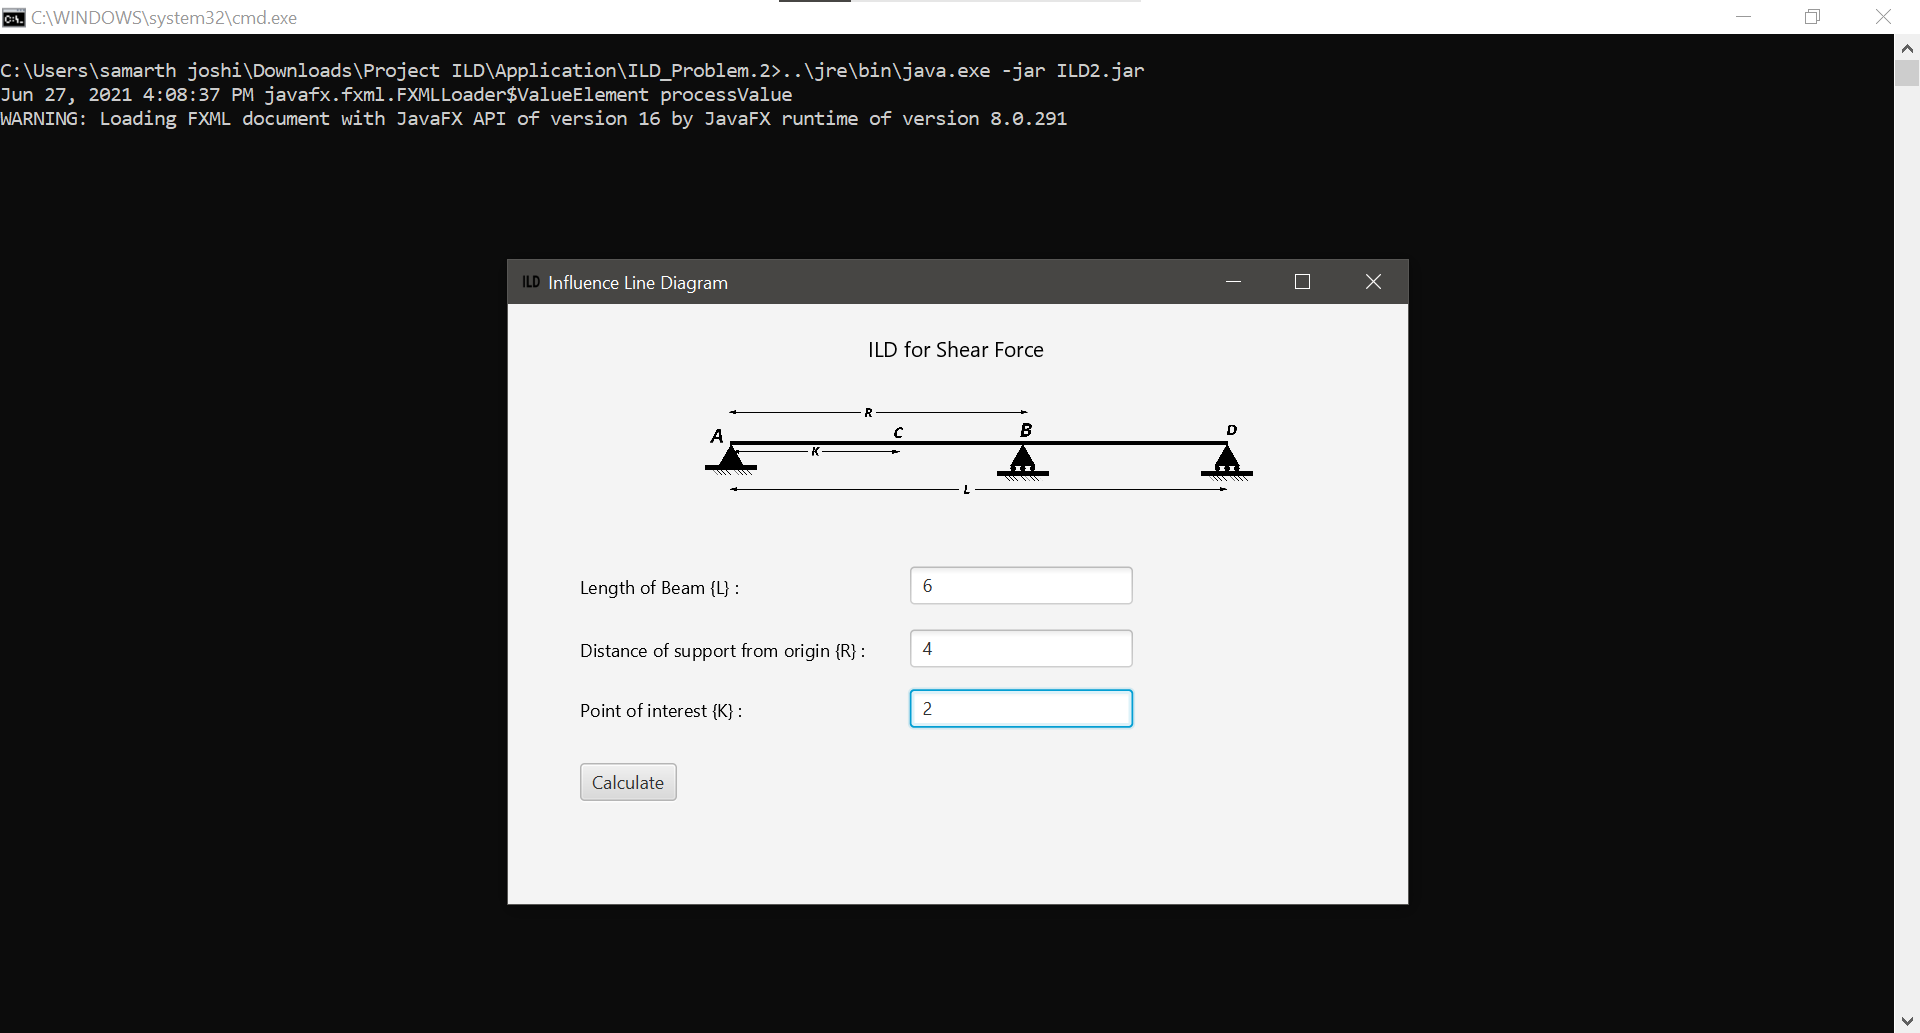 C:\WINDOWS\system32\cmd.exe
C:\Users\samarth joshi\Downloads\Project ILD\Application\ILD_Problem.2>..\jre\bin\java.exe -jar ILD2.jar
Jun 27, 2021 4:08:37 PM javafx.fxml.FXMLLoader$ValueElement processValue
WARNING: Loading FXML document with JavaFX API of version 16 by JavaFX runtime of version 8.0.291
ILD Influence Line Diagram
ILD for Shear Force
R
A C B D
K
L
Length of Beam {L} : 6
Distance of support from origin {R} : 4
Point of interest {K} : 2
Calculate